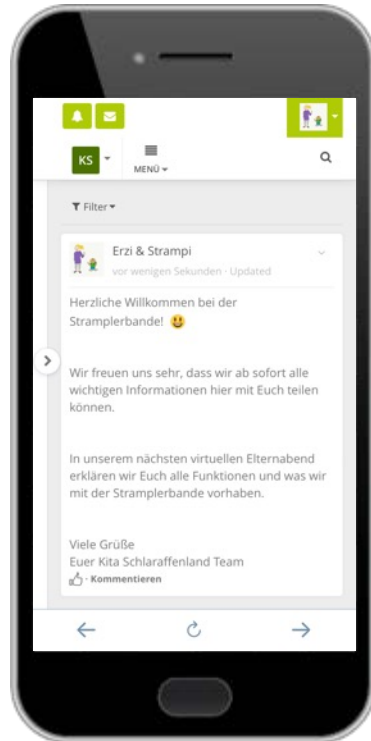 KS
MENÜ
Filter
Erzi & Strampi
vor wenigen Sekunden · Updated
Herzliche Willkommen bei der
Stramplerbande! 😃
Wir freuen uns sehr, dass wir ab sofort alle
wichtigen Informationen hier mit Euch teilen
können.
In unserem nächsten virtuellen Elternabend
erklären wir Euch alle Funktionen und was wir
mit der Stramplerbande vorhaben.
Viele Grüße
Euer Kita Schlaraffenland Team
· Kommentieren